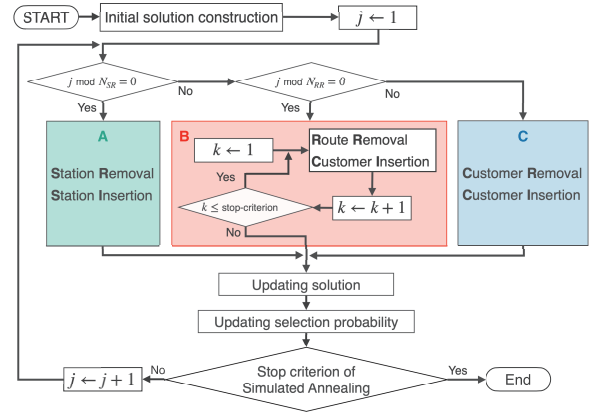 START
Initial solution construction
j ← 1
j mod N_SR = 0
j mod N_RR = 0
Yes
No
Yes
No
A
Station Removal
Station Insertion
B
k ← 1
Route Removal
Customer Insertion
Yes
k ≤ stop-criterion
k ← k + 1
No
C
Customer Removal
Customer Insertion
Updating solution
Updating selection probability
Stop criterion of
Simulated Annealing
No
j ← j + 1
Yes
End